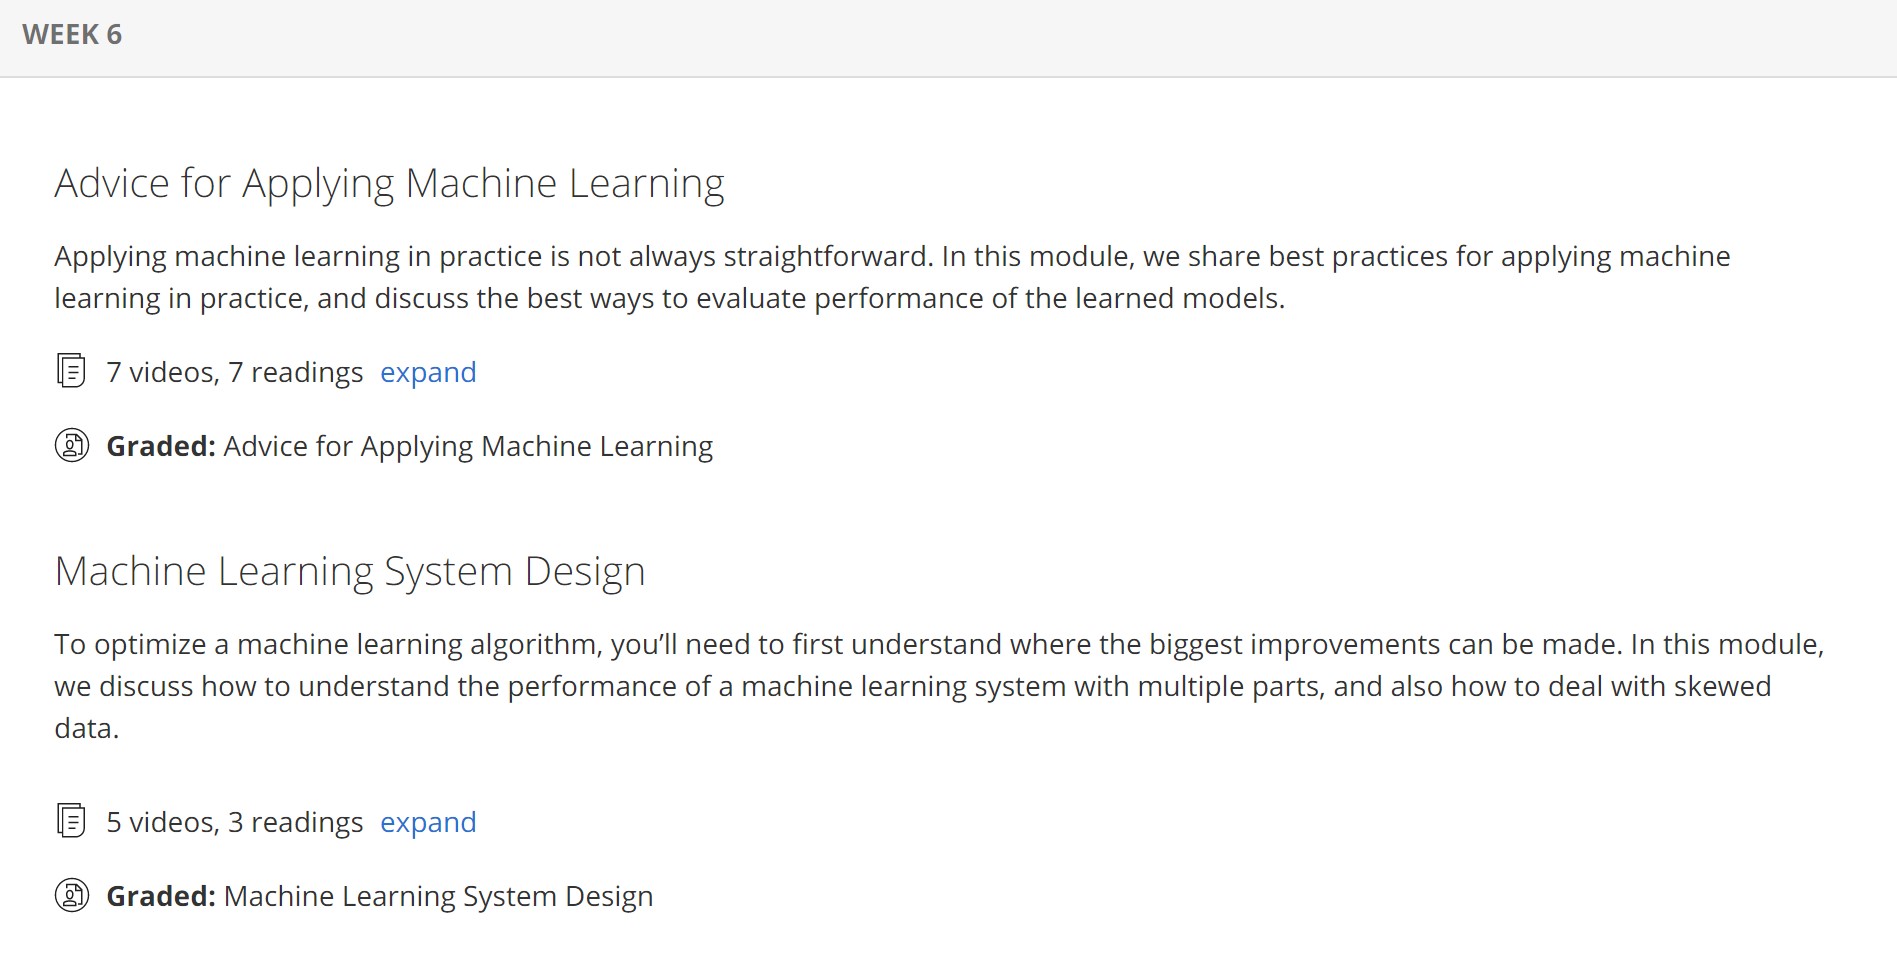 WEEK 6
Advice for Applying Machine Learning
Applying machine learning in practice is not always straightforward. In this module, we share best practices for applying machine
learning in practice, and discuss the best ways to evaluate performance of the learned models.
7 videos, 7 readings expand
Graded: Advice for Applying Machine Learning
Machine Learning System Design
To optimize a machine learning algorithm, you’ll need to first understand where the biggest improvements can be made. In this module,
we discuss how to understand the performance of a machine learning system with multiple parts, and also how to deal with skewed
data.
5 videos, 3 readings expand
Graded: Machine Learning System Design